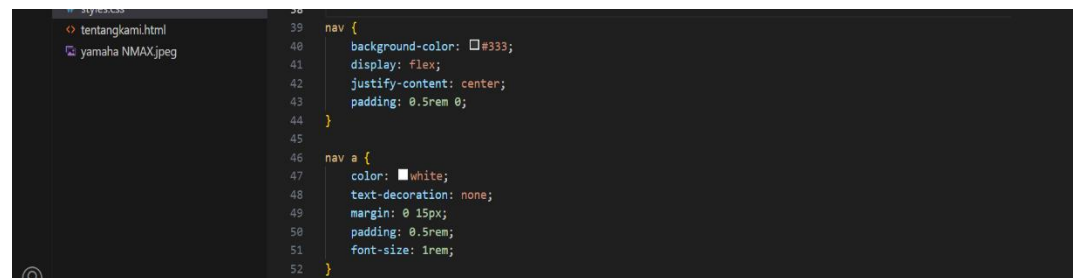 styles.css
<> tentangkami.html
yamaha NMAX.jpeg
38
39 nav {
40 background-color: #333;
41 display: flex;
42 justify-content: center;
43 padding: 0.5rem 0;
44 }
45
46 nav a {
47 color: white;
48 text-decoration: none;
49 margin: 0 15px;
50 padding: 0.5rem;
51 font-size: 1rem;
52 }